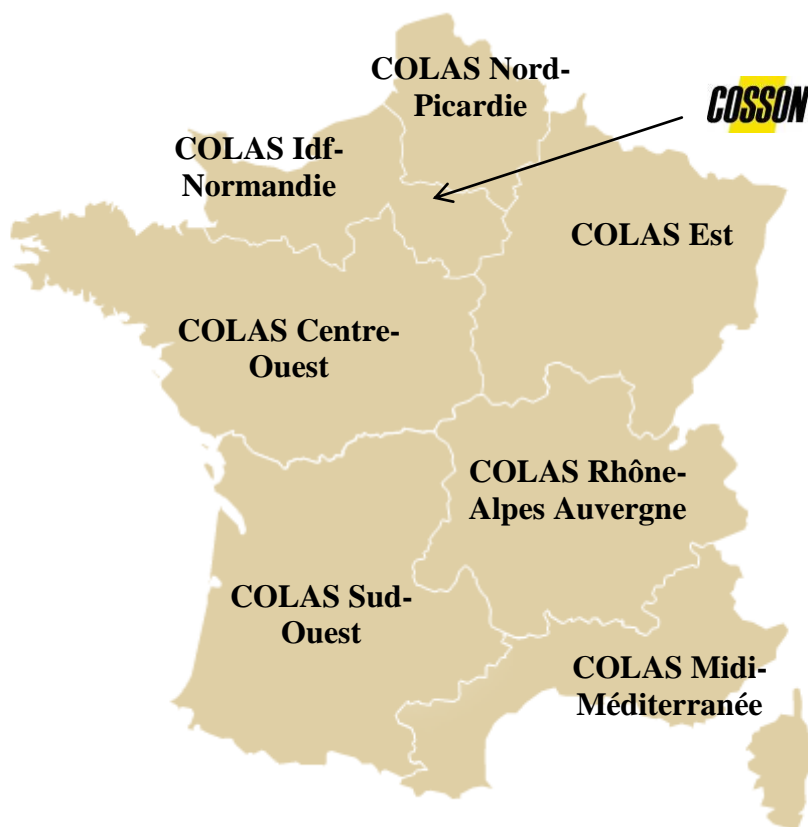 COLAS Nord-
Picardie
COSSON
COLAS Idf-
Normandie
COLAS Est
COLAS Centre-
Ouest
COLAS Rhône-
Alpes Auvergne
COLAS Sud-
Ouest
COLAS Midi-
Méditerranée